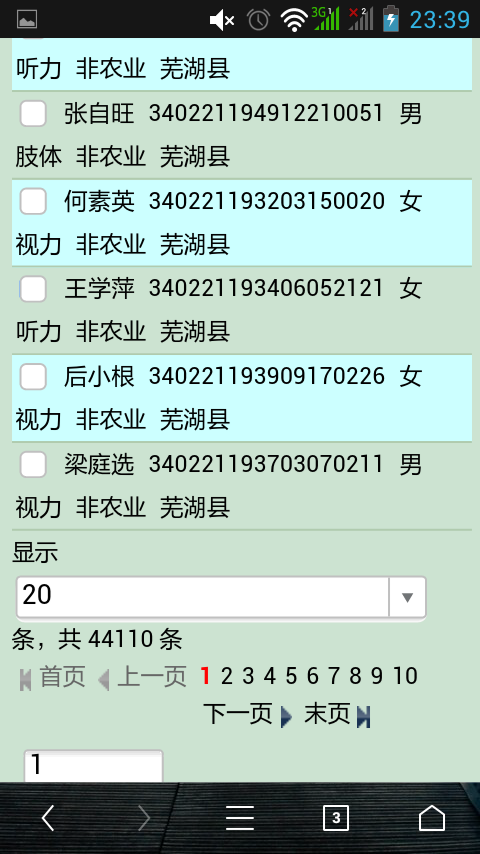 3G 1 2 23:39
听力 非农业 芜湖县
张自旺 340221194912210051 男
肢体 非农业 芜湖县
何素英 340221193203150020 女
视力 非农业 芜湖县
王学萍 340221193406052121 女
听力 非农业 芜湖县
后小根 340221193909170226 女
视力 非农业 芜湖县
梁庭选 340221193703070211 男
视力 非农业 芜湖县
显示
20
条，共 44110 条
首页 上一页 1 2 3 4 5 6 7 8 9 10
下一页 末页
1
3